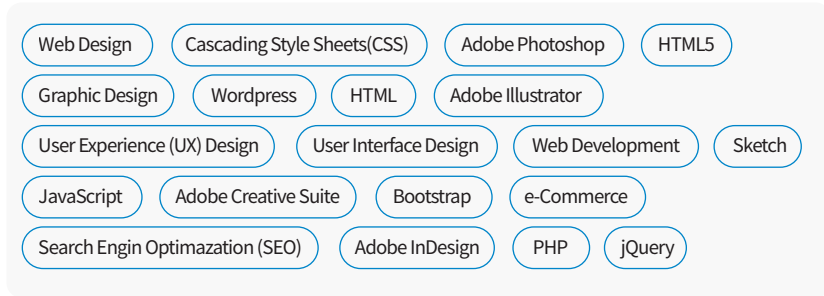 Web Design Cascading Style Sheets(CSS) Adobe Photoshop HTML5
Graphic Design Wordpress HTML Adobe Illustrator
User Experience (UX) Design User Interface Design Web Development Sketch
JavaScript Adobe Creative Suite Bootstrap e-Commerce
Search Engin Optimazation (SEO) Adobe InDesign PHP jQuery